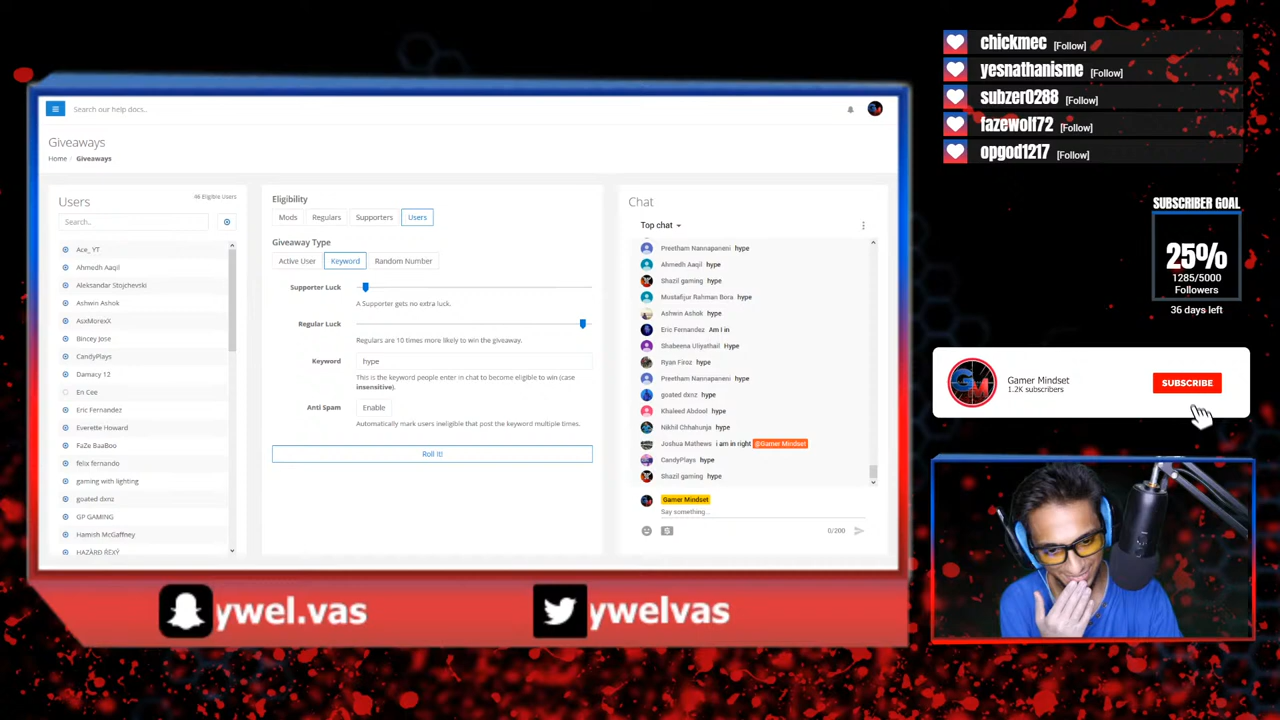 Search our help docs..
Giveaways
Home / Giveaways
Users
46 Eligible Users
Search..
Ace_ YT
Ahmedh Aaqil
Aleksandar Stojchevski
Ashwin Ashok
AsxMorexX
Bincey Jose
CandyPlays
Damacy 12
En Cee
Eric Fernandez
Everette Howard
FaZe BaaBoo
felix fernando
gaming with lighting
goated dxnz
GP GAMING
Hamish McGaffney
HAZÀRD RËXÝ
Eligibility
Mods Regulars Supporters Users
Giveaway Type
Active User Keyword Random Number
Supporter Luck
A Supporter gets no extra luck.
Regular Luck
Regulars are 10 times more likely to win the giveaway.
Keyword hype
This is the keyword people enter in chat to become eligible to win (case
insensitive).
Anti Spam Enable
Automatically mark users ineligible that post the keyword multiple times.
Roll It!
Chat
Top chat
Preetham Nannapaneni hype
Ahmedh Aaqil hype
Shazil gaming hype
Mustafijur Rahman Bora hype
Ashwin Ashok hype
Eric Fernandez Am I in
Shabeena Uliyathail Hype
Ryan Firoz hype
Preetham Nannapaneni hype
goated dxnz hype
Khaleed Abdool hype
Nikhil Chhahunja hype
Joshua Mathews i am in right @Gamer Mindset
CandyPlays hype
Shazil gaming hype
Gamer Mindset
Say something...
0/200
chickmec [Follow]
yesnathanisme [Follow]
subzer0288 [Follow]
fazewolf72 [Follow]
opgod1217 [Follow]
SUBSCRIBER GOAL
25%
1285/5000
Followers
36 days left
GM
Gamer Mindset
1.2K subscribers
SUBSCRIBE
ywel.vas
ywelvas